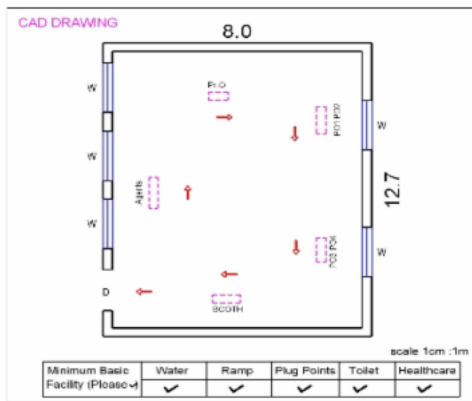 CAD DRAWING
8.0
Pr.O
W
PO1 PO2
W
W
Agents
12.7
W
PO3 PO4
W
D
BOOTH
scale 1cm :1m
Minimum Basic Facility (Please✓) Water Ramp Plug Points Toilet Healthcare
✓ ✓ ✓ ✓ ✓